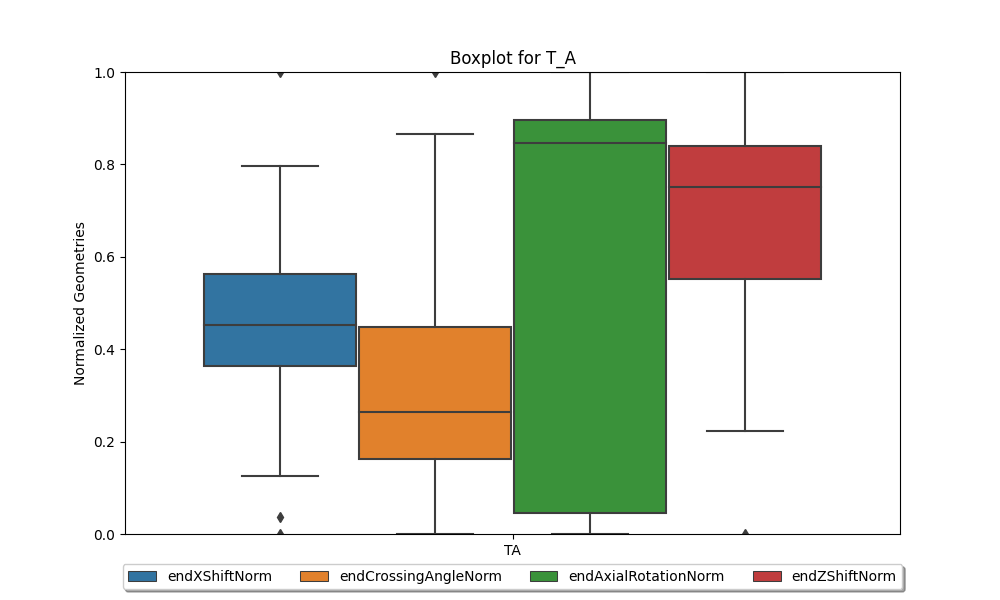 Boxplot for T_A
1.0
0.8
0.6
0.4
0.2
0.0
Normalized Geometries
TA
endXShiftNorm endCrossingAngleNorm endAxialRotationNorm endZShiftNorm